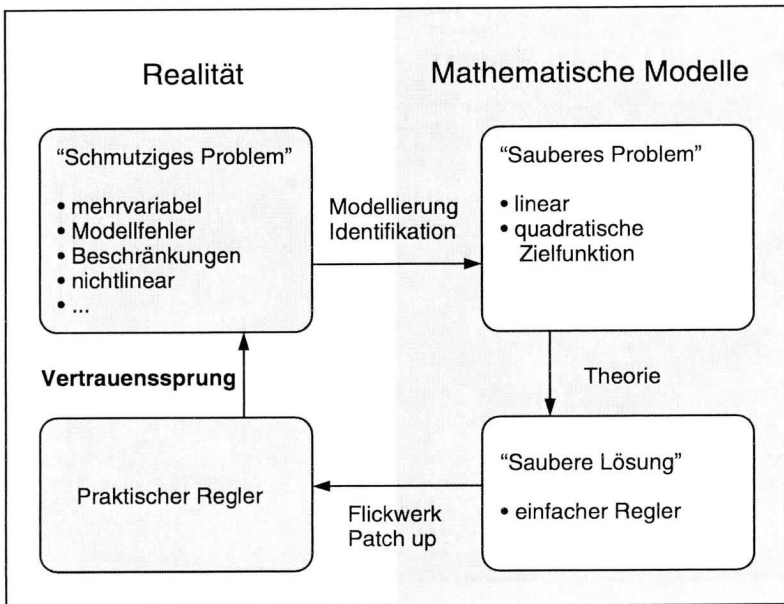 Realität
Mathematische Modelle
“Schmutziges Problem”
• mehrvariabel
• Modellfehler
• Beschränkungen
• nichtlinear
• ...
Modellierung
Identifikation
“Sauberes Problem”
• linear
• quadratische
Zielfunktion
Theorie
“Saubere Lösung”
• einfacher Regler
Flickwerk
Patch up
Praktischer Regler
Vertrauenssprung